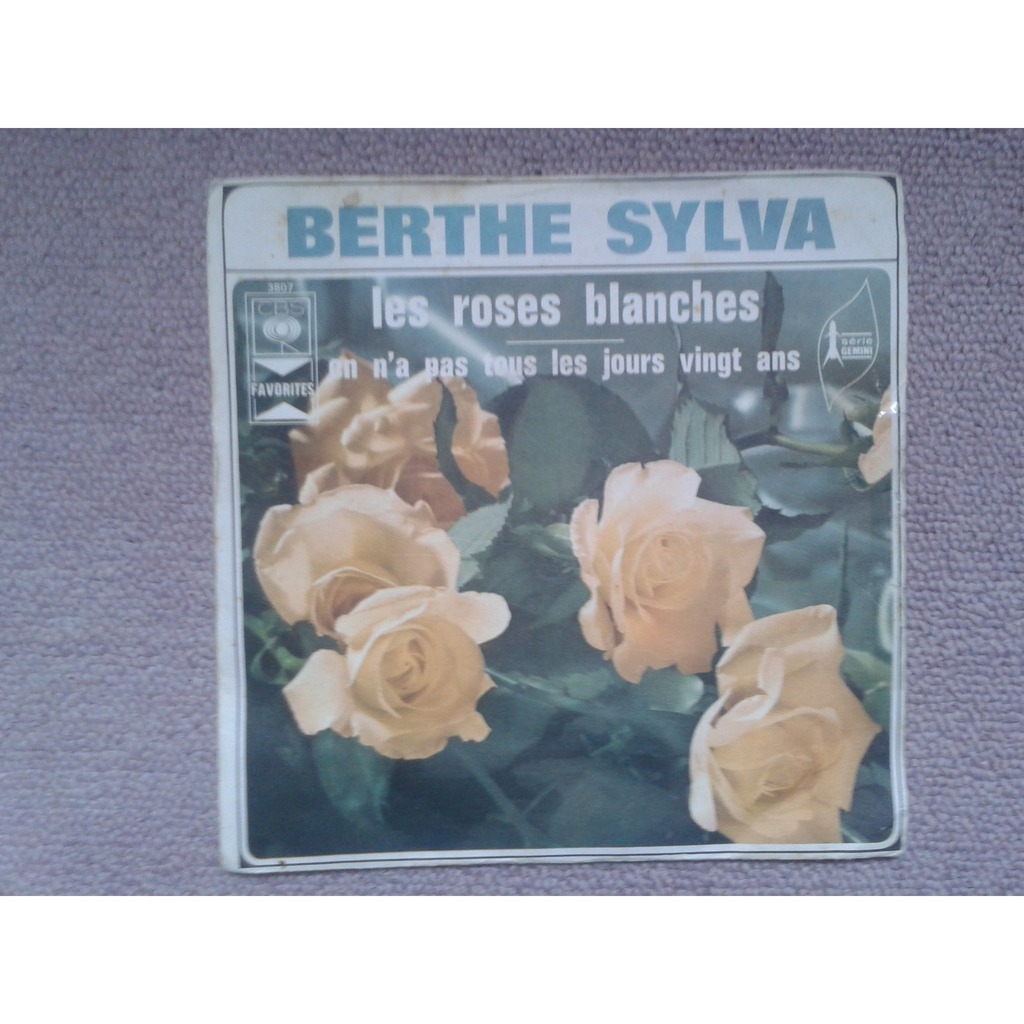 BERTHE SYLVA
3807
CBS
FAVORITES
les roses blanches
on n'a pas tous les jours vingt ans
série
GEMINI